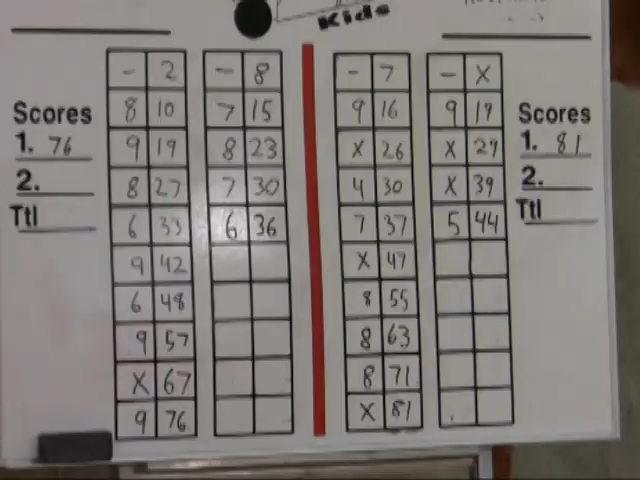 Kids
- 2 - 8 - 7 - X
Scores 8 10 7 15 9 16 9 19 Scores
1. 76 9 19 8 23 X 26 X 29 1. 81
2. 8 27 7 30 4 30 X 39 2.
Ttl 6 33 6 36 7 37 5 44 Ttl
9 42 X 47
6 48 8 55
9 57 8 63
X 67 8 71
9 76 X 81